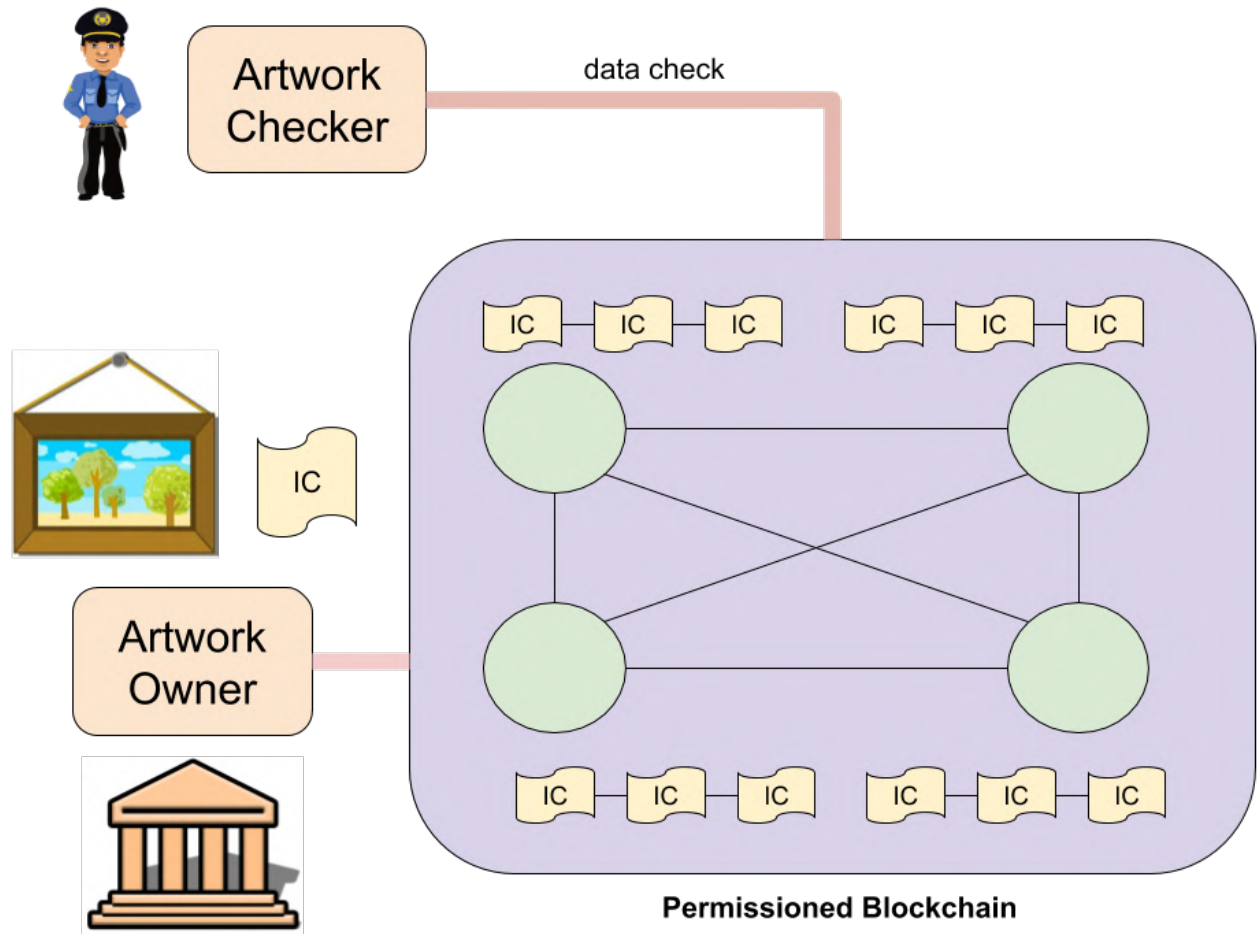 Artwork
Checker
data check
IC IC IC IC IC IC
IC
Artwork
Owner
IC IC IC IC IC IC
Permissioned Blockchain